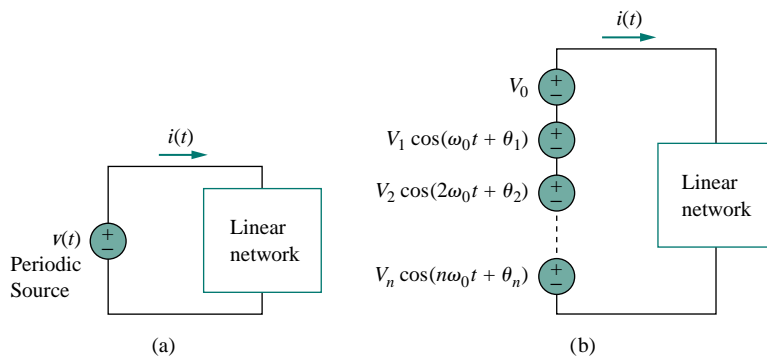 i(t)
v(t)
Periodic
Source
+
−
Linear
network
(a)
i(t)
V₀
+
−
V₁ cos(ω₀t + θ₁)
+
−
V₂ cos(2ω₀t + θ₂)
+
−
Vₙ cos(nω₀t + θₙ)
+
−
Linear
network
(b)